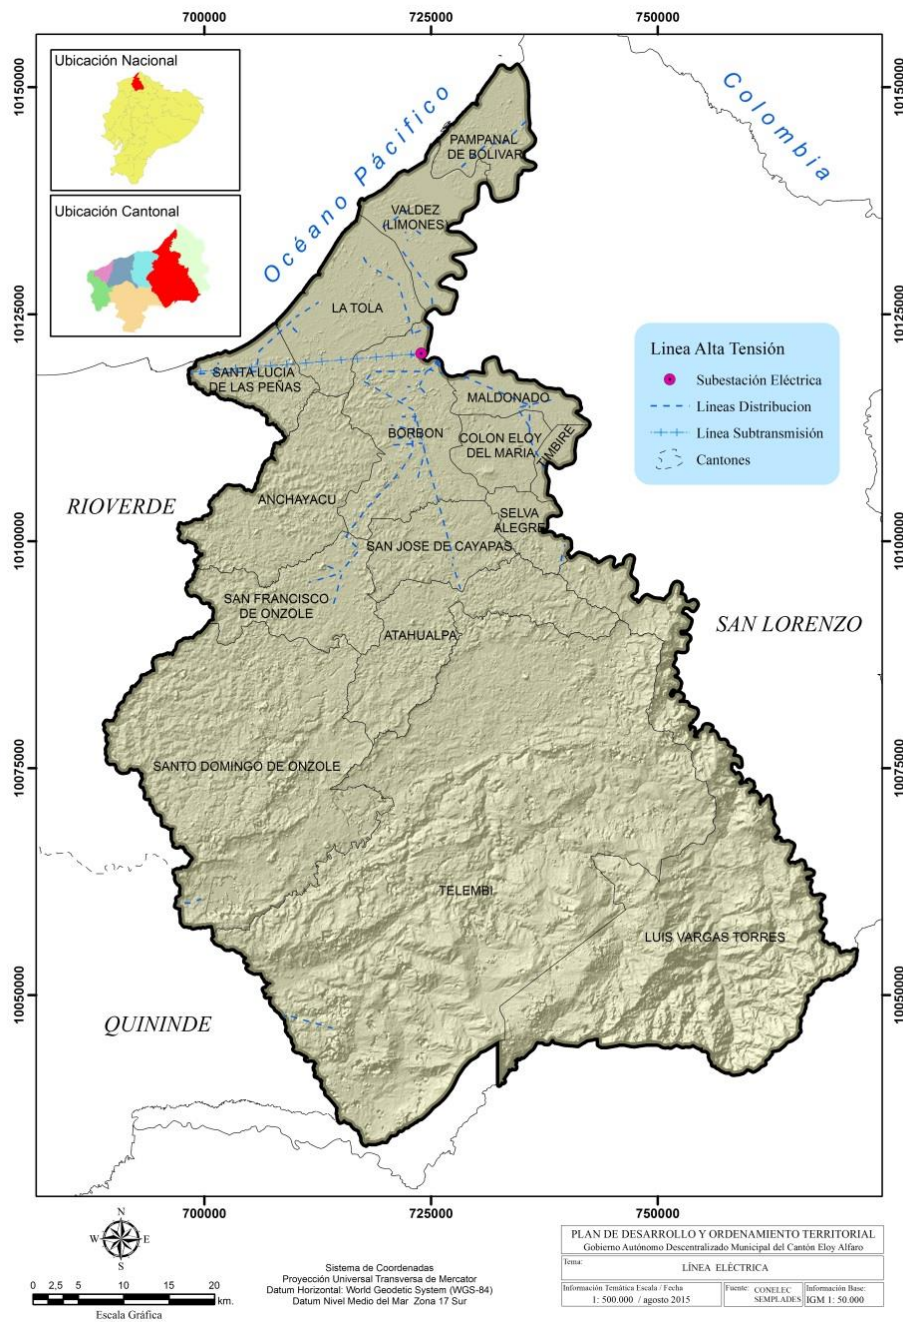 700000
725000
750000
Ubicación Nacional
Ubicación Cantonal
10150000
10125000
10100000
10075000
10050000
10150000
10125000
10100000
10075000
10050000
Océano Pácifico
Colombia
PAMPANAL
DE BOLIVAR
VALDEZ
(LIMONES)
LA TOLA
SANTA LUCIA
DE LAS PEÑAS
MALDONADO
BORBON
COLON ELOY
DEL MARIA
TIMBIRE
ANCHAYACU
SELVA
ALEGRE
SAN JOSE DE CAYAPAS
SAN FRANCISCO
DE ONZOLE
ATAHUALPA
SANTO DOMINGO DE ONZOLE
TELEMBI
LUIS VARGAS TORRES
RIOVERDE
SAN LORENZO
QUININDE
Linea Alta Tensión
Subestación Eléctrica
Lineas Distribucion
Línea Subtransmisión
Cantones
700000
725000
750000
N
W
E
S
0 2.5 5 10 15 20
km.
Escala Gráfica
Sistema de Coordenadas
Proyección Universal Transversa de Mercator
Datum Horizontal: World Geodetic System (WGS-84)
Datum Nivel Medio del Mar Zona 17 Sur
PLAN DE DESARROLLO Y ORDENAMIENTO TERRITORIAL
Gobierno Autónomo Descentralizado Municipal del Cantón Eloy Alfaro
Tema:
LÍNEA ELÉCTRICA
Información Temática Escala / Fecha
1: 500.000 / agosto 2015
Fuente: CONELEC
SEMPLADES
Información Base:
IGM 1: 50.000